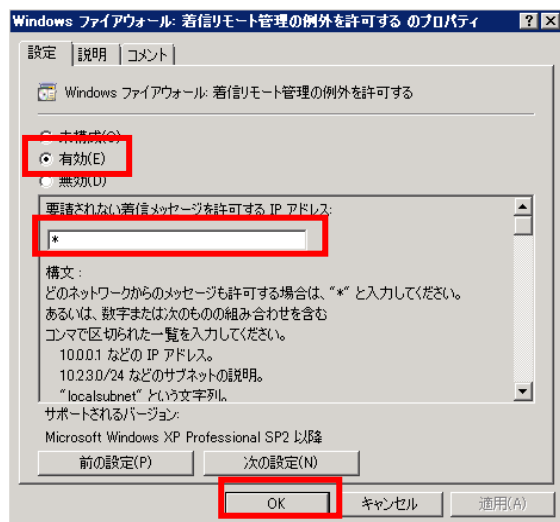 Windows ファイアウォール: 着信リモート管理の例外を許可する のプロパティ
設定 説明 コメント
Windows ファイアウォール: 着信リモート管理の例外を許可する
未構成(C)
有効(E)
無効(D)
要請されない着信メッセージを許可する IP アドレス:
*
構文 :
どのネットワークからのメッセージも許可する場合は、"*" と入力してください。
あるいは、数字または次のものの組み合わせを含む
コンマで区切られた一覧を入力してください。
10.0.0.1 などの IP アドレス。
10.2.3.0/24 などのサブネットの説明。
"localsubnet" という文字列。
サポートされるバージョン:
Microsoft Windows XP Professional SP2 以降
前の設定(P) 次の設定(N)
OK キャンセル 適用(A)